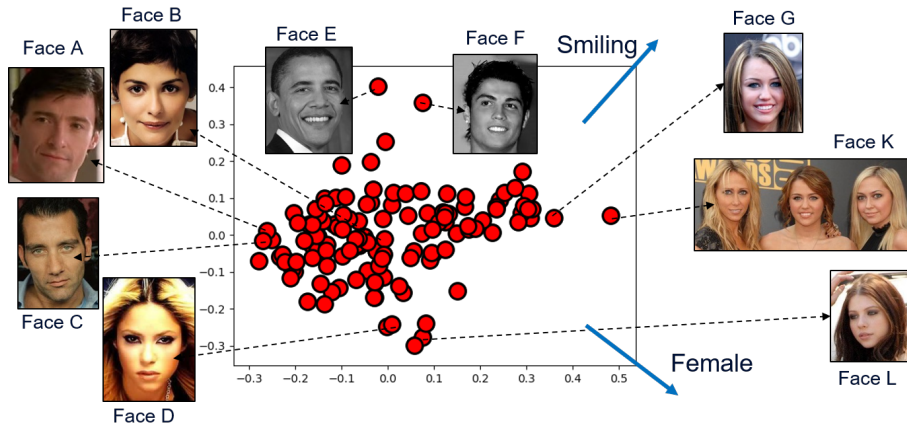 Face A
Face B
Face E
Face F
Smiling
Face G
Face K
Face C
Face D
Female
Face L
0.4
0.3
0.2
0.1
0.0
−0.1
−0.2
−0.3
−0.3
−0.2
−0.1
0.0
0.1
0.2
0.3
0.4
0.5